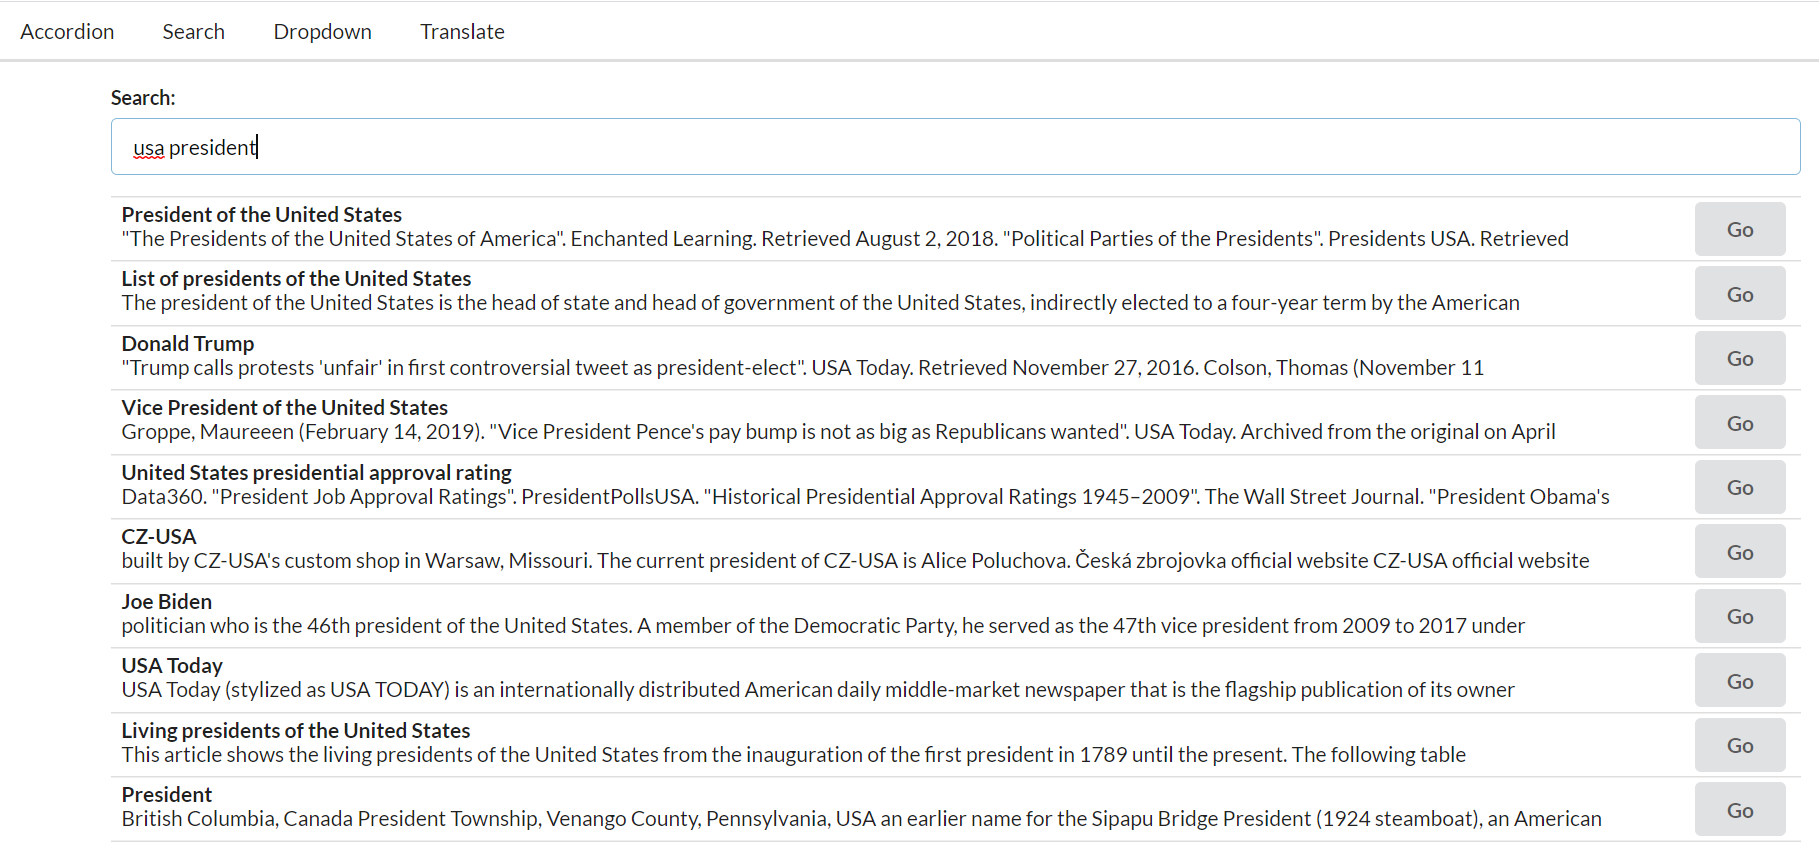 Accordion Search Dropdown Translate
Search:
usa president
President of the United States
"The Presidents of the United States of America". Enchanted Learning. Retrieved August 2, 2018. "Political Parties of the Presidents". Presidents USA. Retrieved
Go
List of presidents of the United States
The president of the United States is the head of state and head of government of the United States, indirectly elected to a four-year term by the American
Go
Donald Trump
"Trump calls protests 'unfair' in first controversial tweet as president-elect". USA Today. Retrieved November 27, 2016. Colson, Thomas (November 11
Go
Vice President of the United States
Groppe, Maureeen (February 14, 2019). "Vice President Pence's pay bump is not as big as Republicans wanted". USA Today. Archived from the original on April
Go
United States presidential approval rating
Data360. "President Job Approval Ratings". PresidentPollsUSA. "Historical Presidential Approval Ratings 1945–2009". The Wall Street Journal. "President Obama's
Go
CZ-USA
built by CZ-USA's custom shop in Warsaw, Missouri. The current president of CZ-USA is Alice Poluchova. Česká zbrojovka official website CZ-USA official website
Go
Joe Biden
politician who is the 46th president of the United States. A member of the Democratic Party, he served as the 47th vice president from 2009 to 2017 under
Go
USA Today
USA Today (stylized as USA TODAY) is an internationally distributed American daily middle-market newspaper that is the flagship publication of its owner
Go
Living presidents of the United States
This article shows the living presidents of the United States from the inauguration of the first president in 1789 until the present. The following table
Go
President
British Columbia, Canada President Township, Venango County, Pennsylvania, USA an earlier name for the Sipapu Bridge President (1924 steamboat), an American
Go